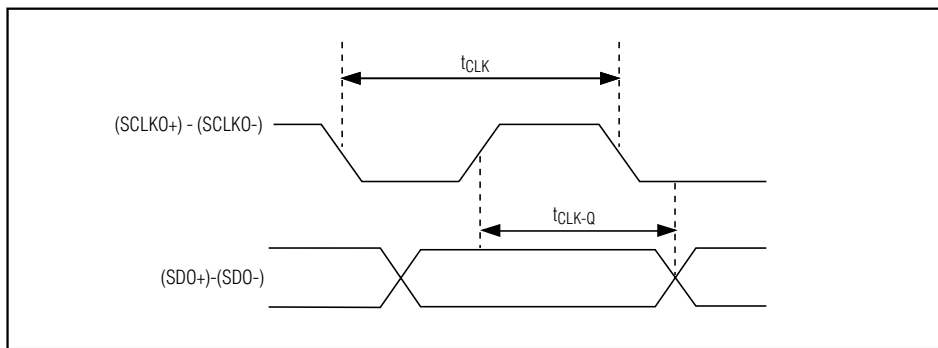 tCLK
(SCLKO+) - (SCLKO-)
tCLK-Q
(SDO+)-(SDO-)